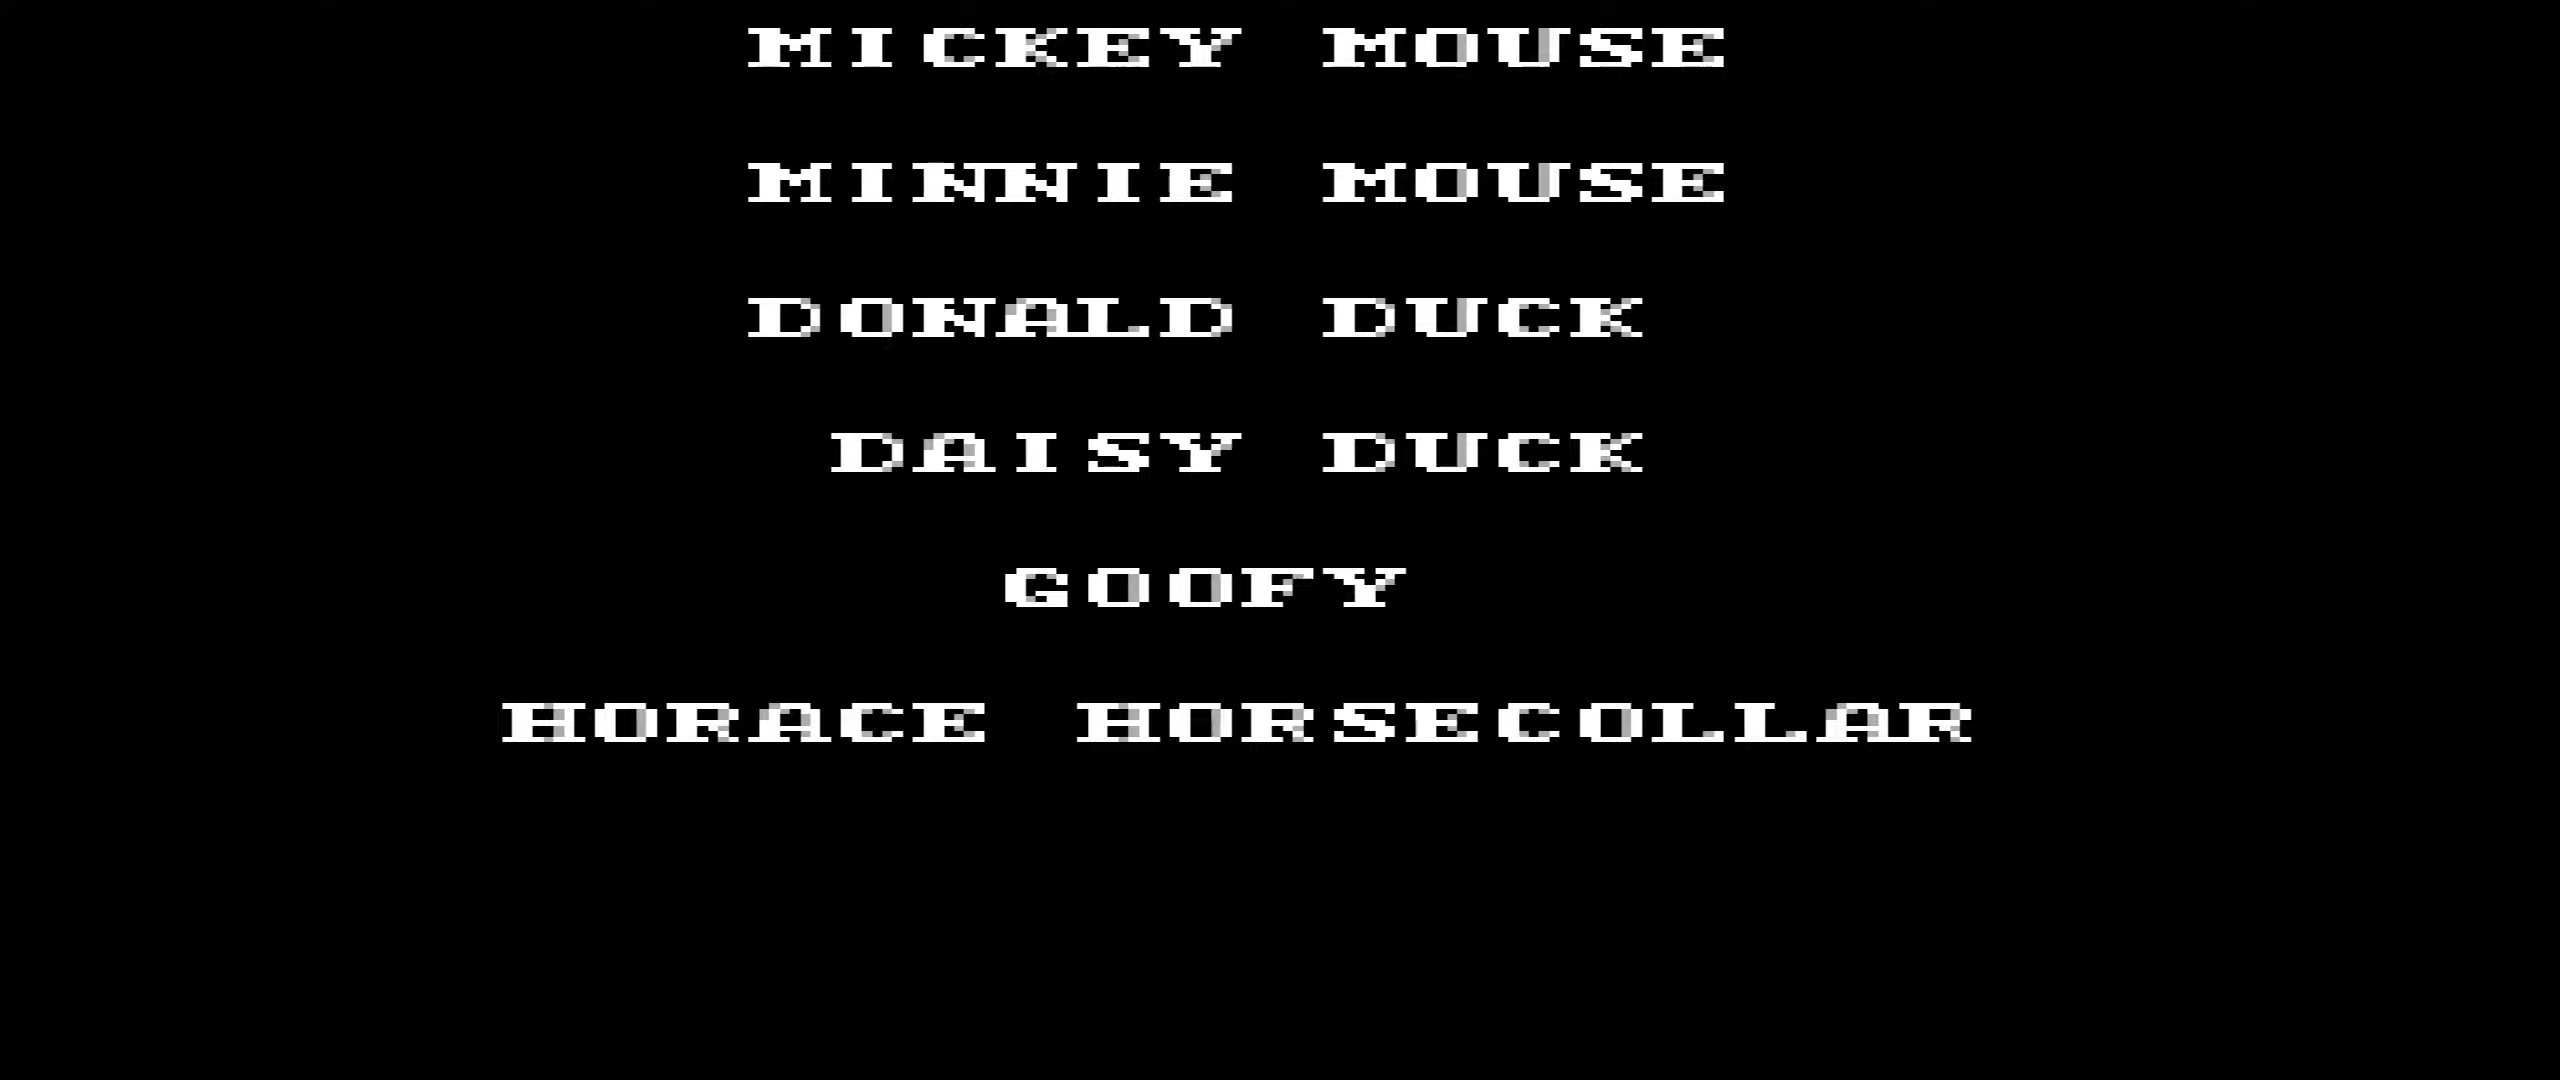 MICKEY MOUSE
MINNIE MOUSE
DONALD DUCK
DAISY DUCK
GOOFY
HORACE HORSECOLLAR